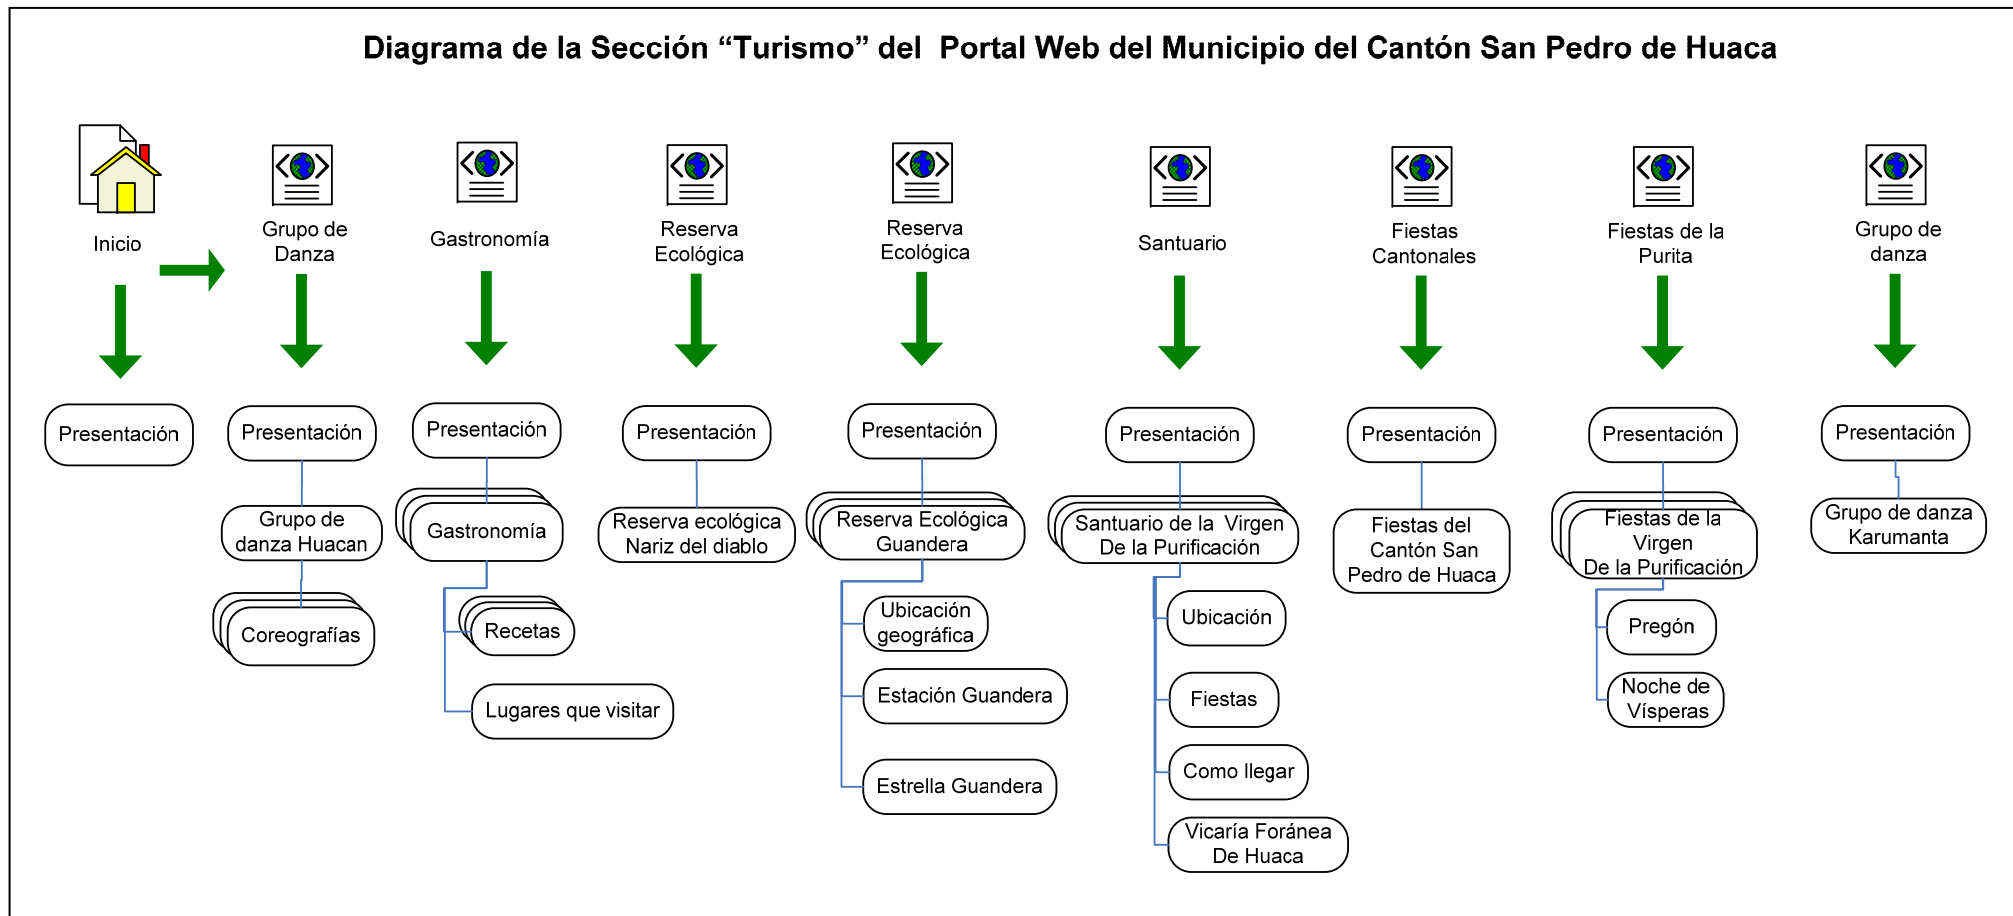 Diagrama de la Sección “Turismo” del Portal Web del Municipio del Cantón San Pedro de Huaca
Inicio
Grupo de
Danza
Gastronomía
Reserva
Ecológica
Reserva
Ecológica
Santuario
Fiestas
Cantonales
Fiestas de la
Purita
Grupo de
danza
Presentación
Presentación
Presentación
Presentación
Presentación
Presentación
Presentación
Presentación
Presentación
Grupo de
danza Huacan
Coreografías
Gastronomía
Recetas
Lugares que visitar
Reserva ecológica
Nariz del diablo
Reserva Ecológica
Guandera
Ubicación
geográfica
Estación Guandera
Estrella Guandera
Santuario de la Virgen
De la Purificación
Ubicación
Fiestas
Como llegar
Vicaría Foránea
De Huaca
Fiestas del
Cantón San
Pedro de Huaca
Fiestas de la
Virgen
De la Purificación
Pregón
Noche de
Vísperas
Grupo de danza
Karumanta